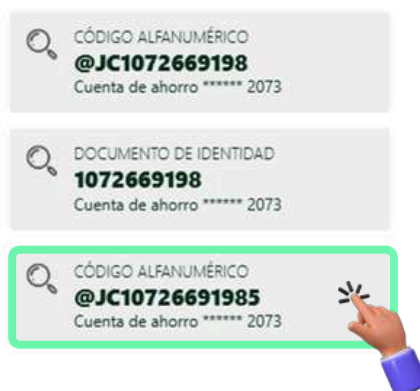 CÓDIGO ALFANUMÉRICO
@JC1072669198
Cuenta de ahorro ****** 2073
DOCUMENTO DE IDENTIDAD
1072669198
Cuenta de ahorro ****** 2073
CÓDIGO ALFANUMÉRICO
@JC10726691985
Cuenta de ahorro ****** 2073